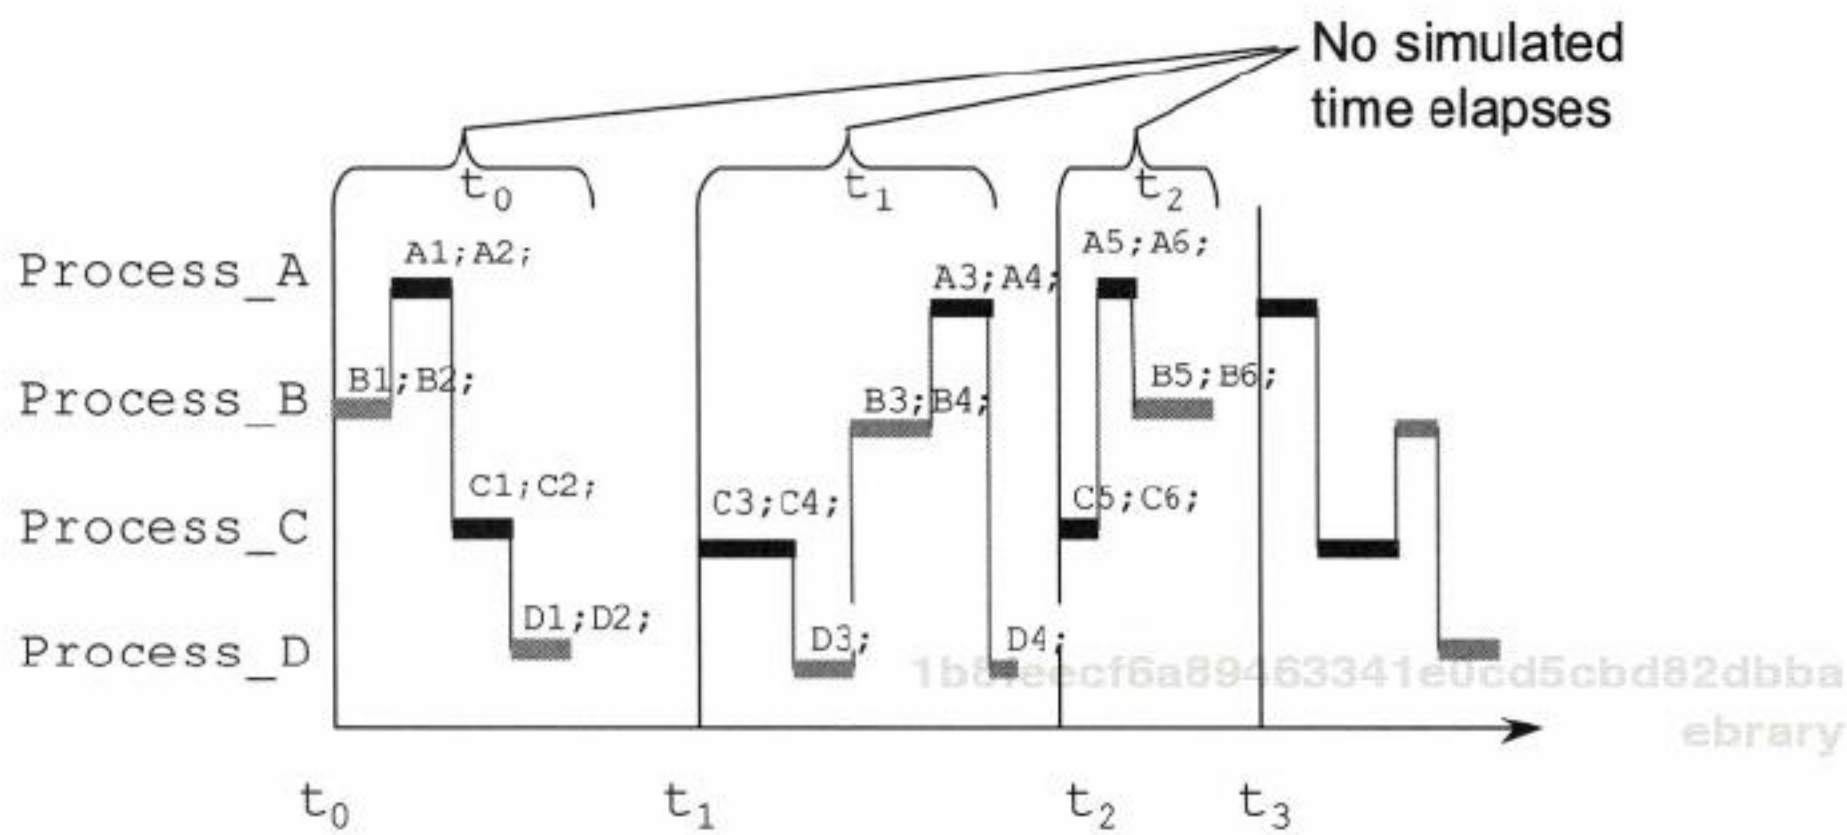 No simulated
time elapses
t0
t1
t2
A1;A2;
A3;A4;
A5;A6;
Process_A
B1;B2;
B3;B4;
B5;B6;
Process_B
C1;C2;
C3;C4;
C5;C6;
Process_C
D1;D2;
D3;
D4;
Process_D
ebrary
t0
t1
t2
t3